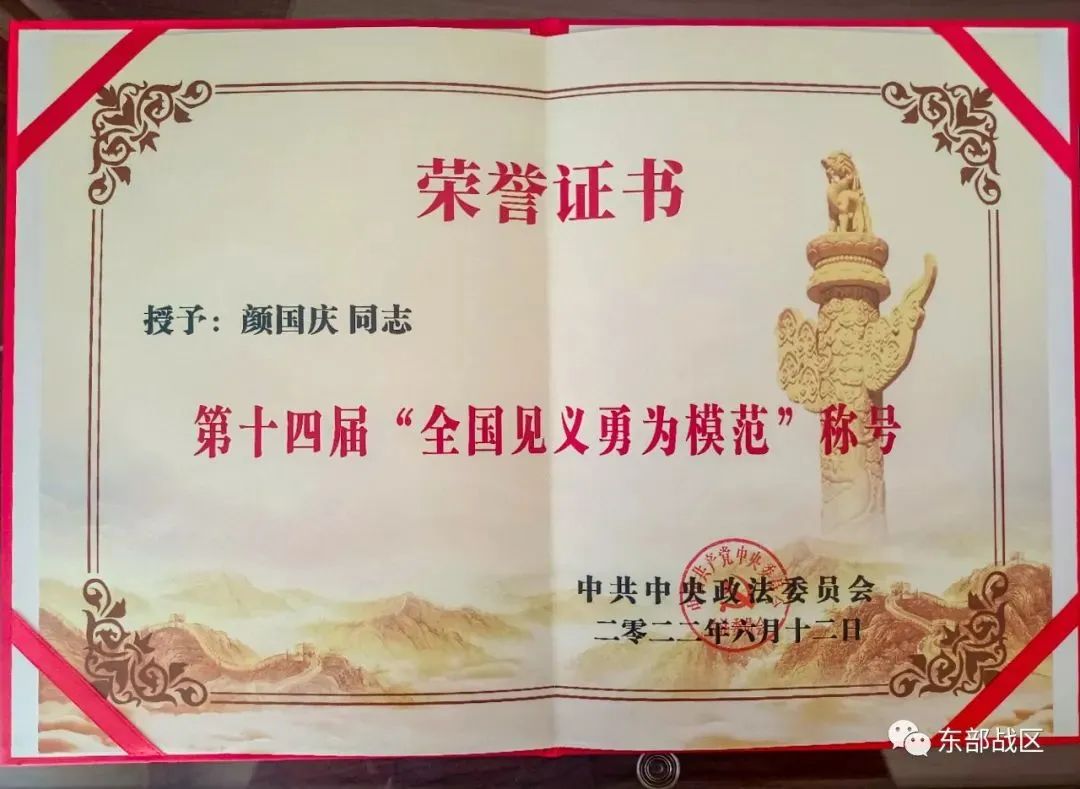 荣誉证书
授予：颜国庆 同志
第十四届“全国见义勇为模范”称号
中共中央政法委员会
二零二二年六月十二日
东部战区